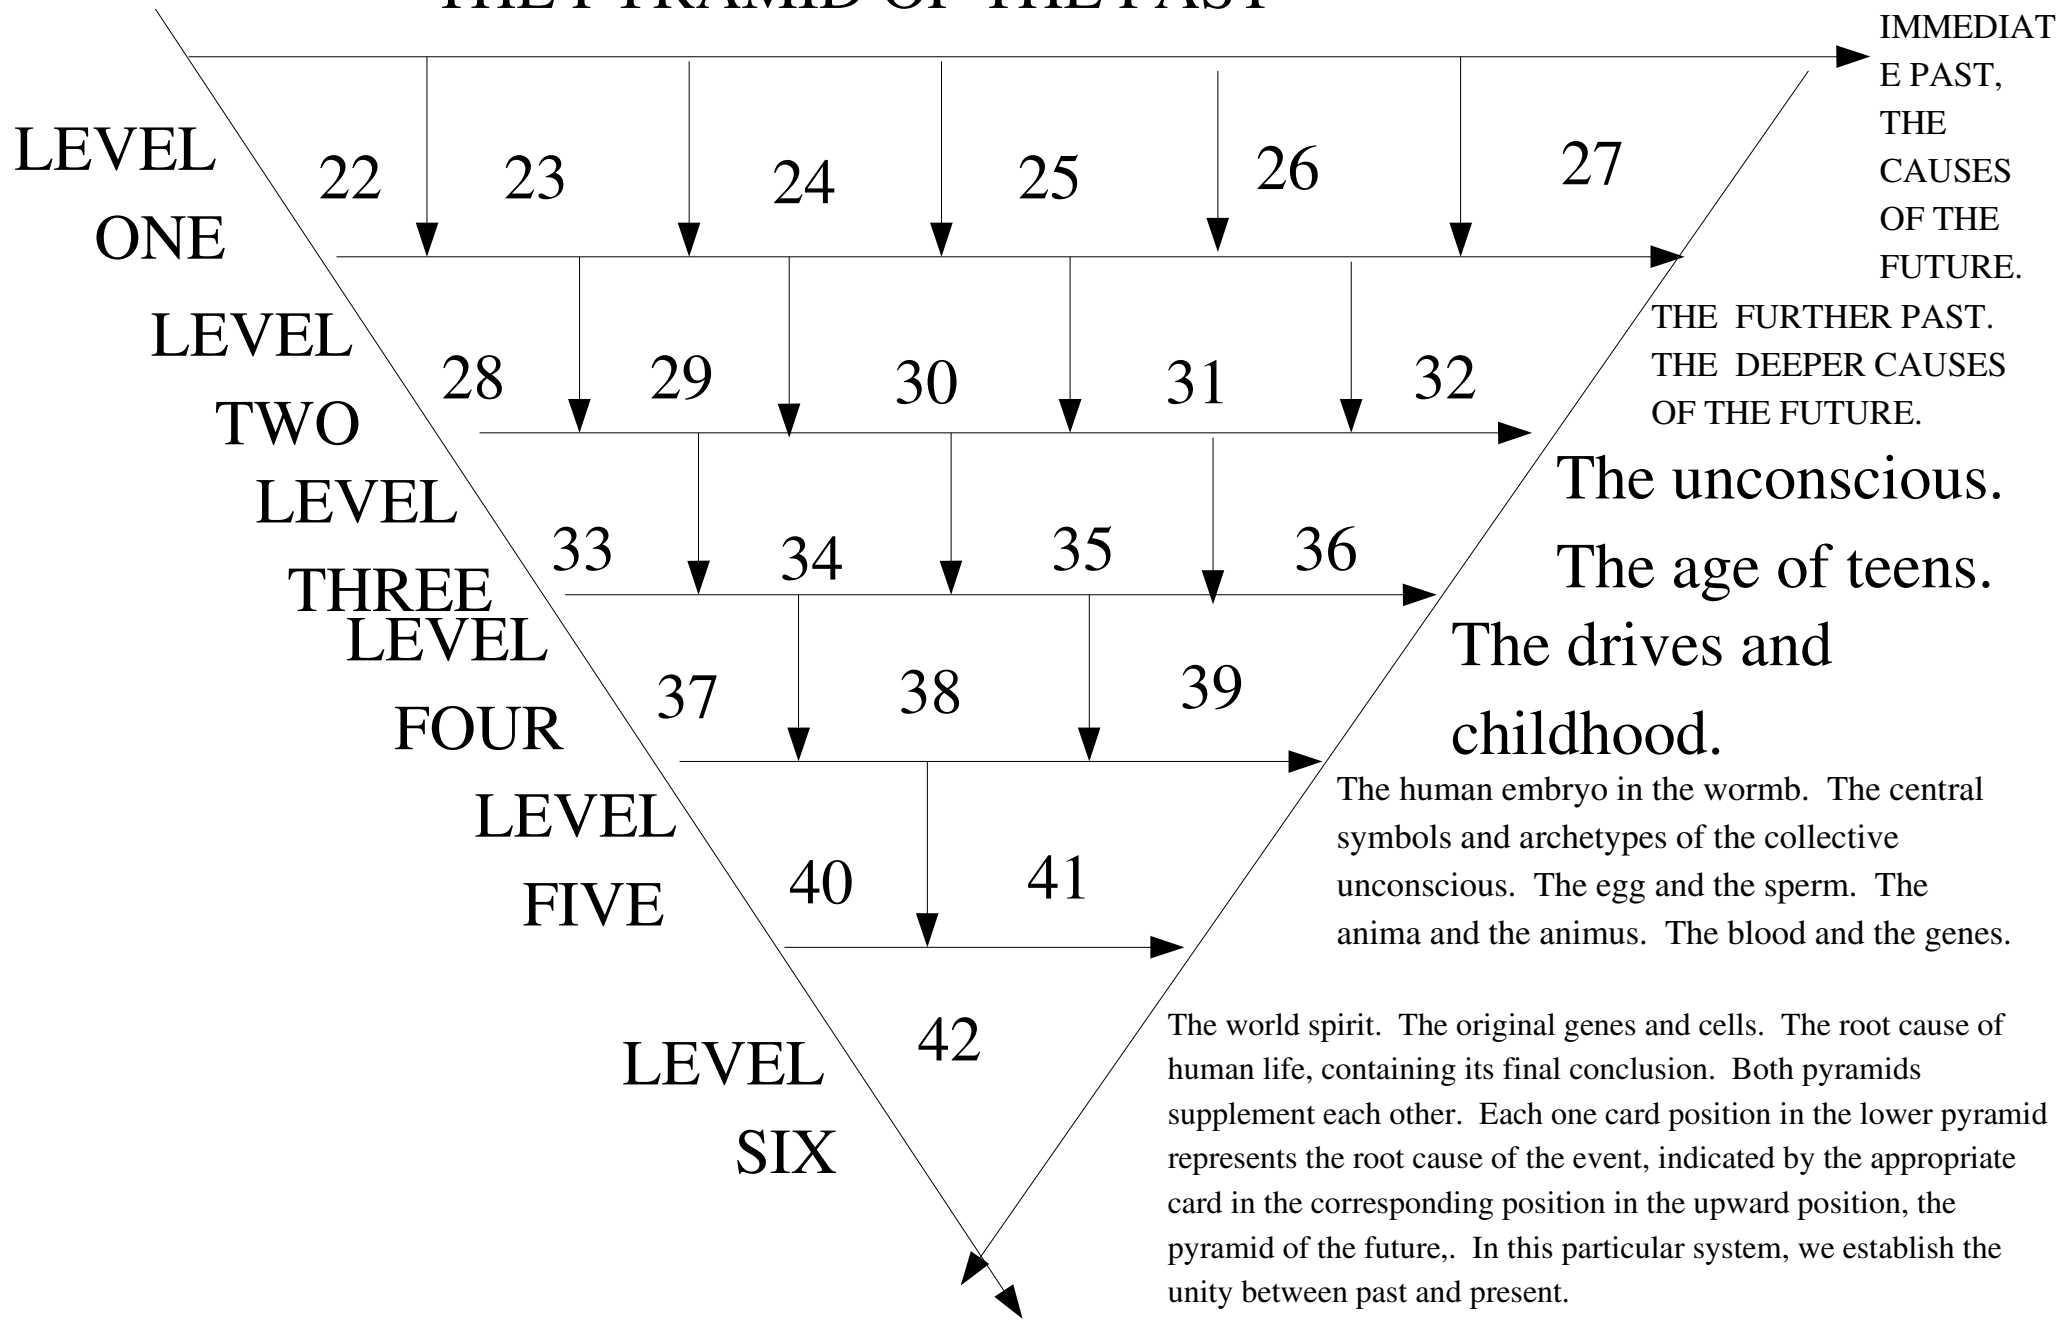 THE PYRAMID OF THE PAST
IMMEDIAT
E PAST,
THE
CAUSES
OF THE
FUTURE.
LEVEL
ONE
22 23 24 25 26 27
THE FURTHER PAST.
THE DEEPER CAUSES
OF THE FUTURE.
LEVEL
TWO
28 29 30 31 32
The unconscious.
The age of teens.
LEVEL
THREE
33 34 35 36
The drives and
childhood.
LEVEL
FOUR
37 38 39
The human embryo in the wormb. The central
symbols and archetypes of the collective
unconscious. The egg and the sperm. The
anima and the animus. The blood and the genes.
LEVEL
FIVE
40 41
The world spirit. The original genes and cells. The root cause of
human life, containing its final conclusion. Both pyramids
supplement each other. Each one card position in the lower pyramid
represents the root cause of the event, indicated by the appropriate
card in the corresponding position in the upward position, the
pyramid of the future,. In this particular system, we establish the
unity between past and present.
LEVEL
SIX
42